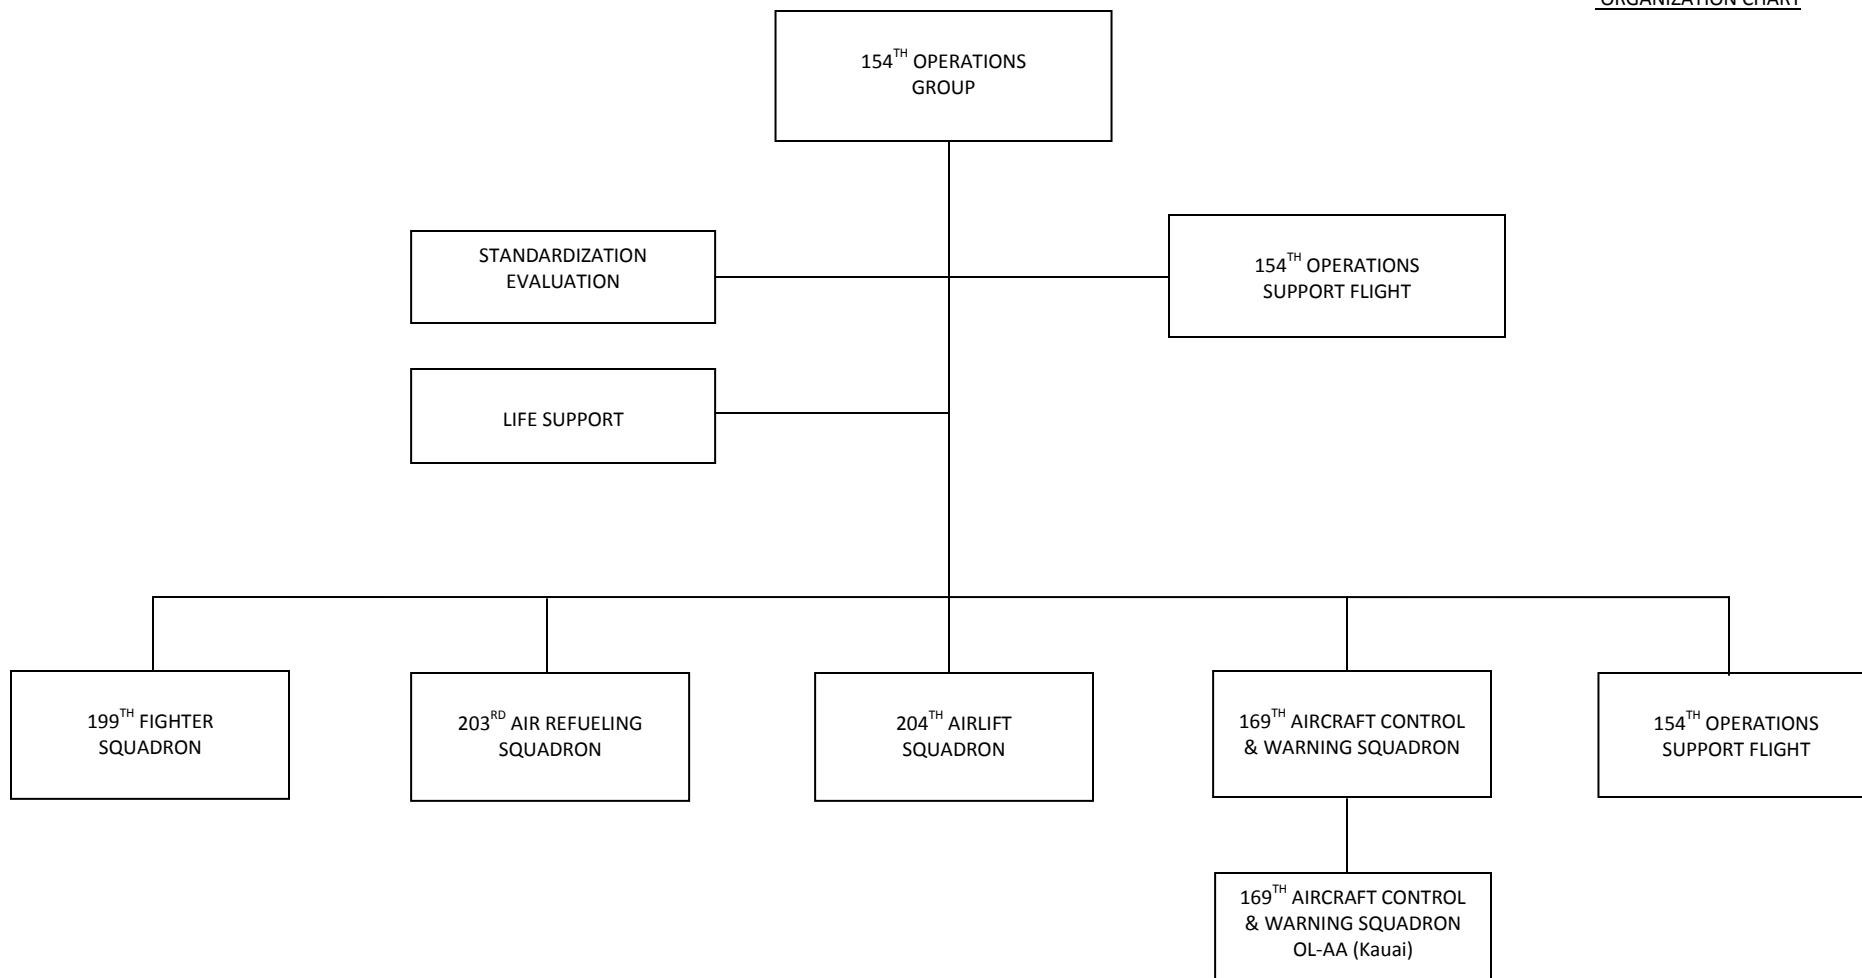 ORGANIZATION CHART
154TH OPERATIONS
GROUP
STANDARDIZATION
EVALUATION
154TH OPERATIONS
SUPPORT FLIGHT
LIFE SUPPORT
199TH FIGHTER
SQUADRON
203RD AIR REFUELING
SQUADRON
204TH AIRLIFT
SQUADRON
169TH AIRCRAFT CONTROL
& WARNING SQUADRON
154TH OPERATIONS
SUPPORT FLIGHT
169TH AIRCRAFT CONTROL
& WARNING SQUADRON
OL-AA (Kauai)